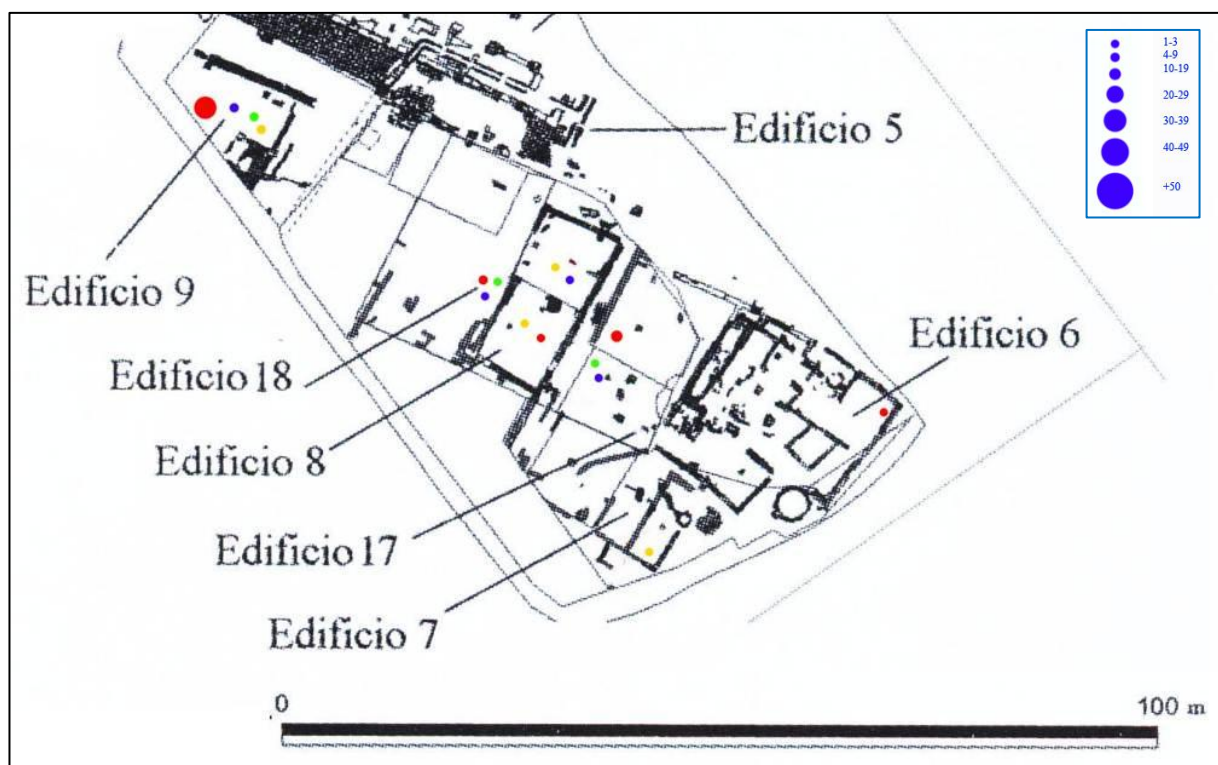 1-3
4-9
10-19
20-29
30-39
40-49
+50
Edificio 5
Edificio 9
Edificio 6
Edificio 18
Edificio 8
Edificio 17
Edificio 7
0
100 m